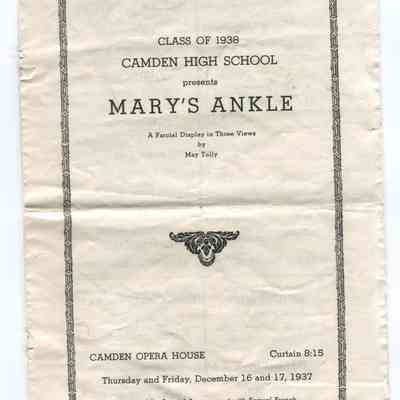 CLASS OF 1938
CAMDEN HIGH SCHOOL
presents
MARY'S ANKLE
A Farcial Display in Three Views
by
May Tully
CAMDEN OPERA HOUSE Curtain 8:15
Thursday and Friday, December 16 and 17, 1937